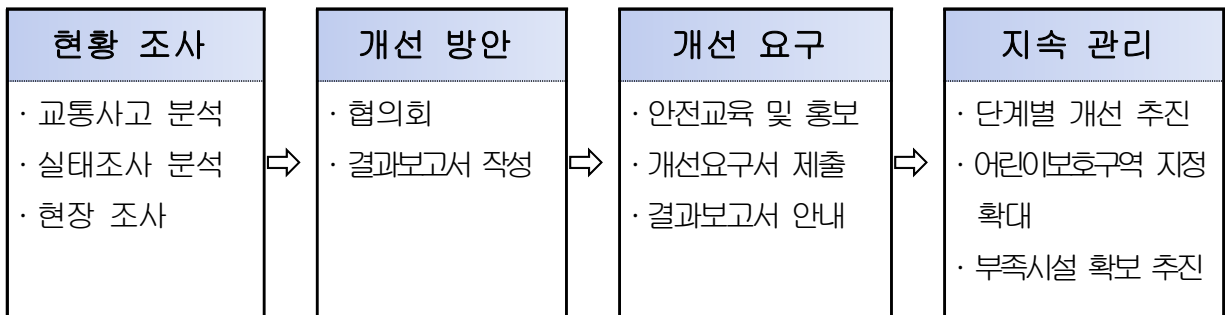 현황 조사
· 교통사고 분석
· 실태조사 분석
· 현장 조사
⇨
개선 방안
· 협의회
· 결과보고서 작성
⇨
개선 요구
· 안전교육 및 홍보
· 개선요구서 제출
· 결과보고서 안내
⇨
지속 관리
· 단계별 개선 추진
· 어린이보호구역 지정
확대
· 부족시설 확보 추진